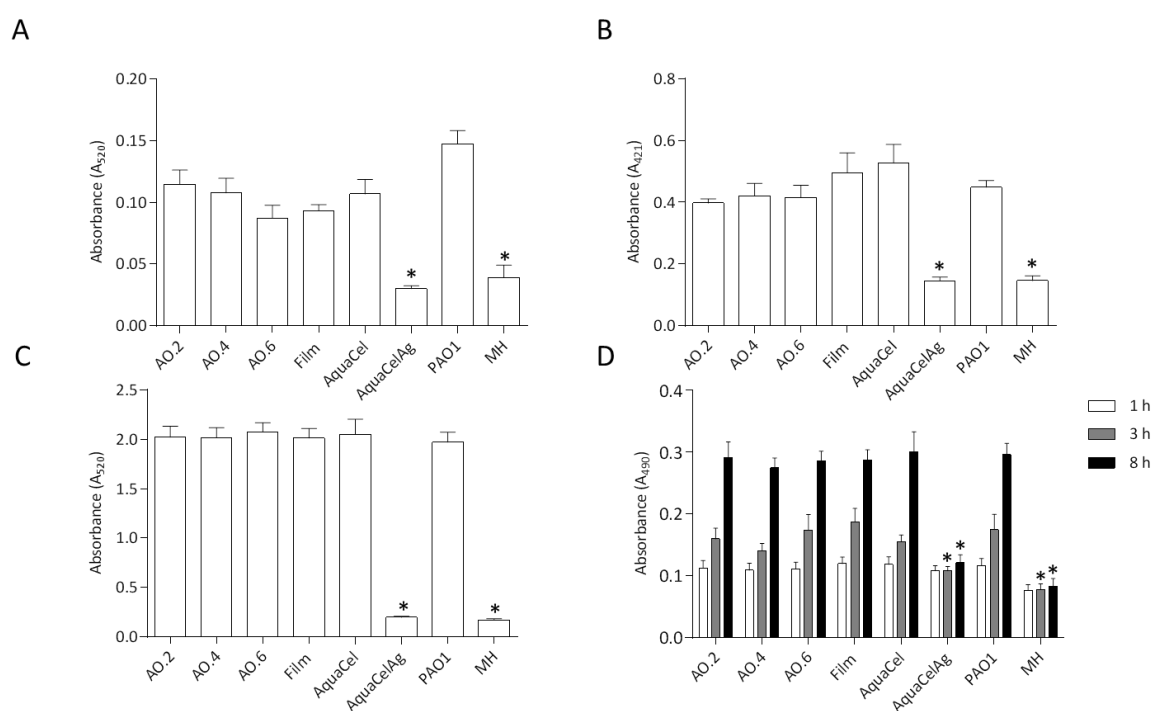 A
B
0.20
0.15
0.10
0.05
0.00
Absorbance (A520)
AO.2 AO.4 AO.6 Film AquaCel AquaCelAg PAO1 MH
* *
0.8
0.6
0.4
0.2
0.0
Absorbance (A421)
AO.2 AO.4 AO.6 Film AquaCel AquaCelAg PAO1 MH
* *
C
D
2.5
2.0
1.5
1.0
0.5
0.0
Absorbance (A520)
AO.2 AO.4 AO.6 Film AquaCel AquaCelAg PAO1 MH
* *
0.4
0.3
0.2
0.1
0.0
Absorbance (A490)
AO.2 AO.4 AO.6 Film AquaCel AquaCelAg PAO1 MH
* * * *
1 h
3 h
8 h